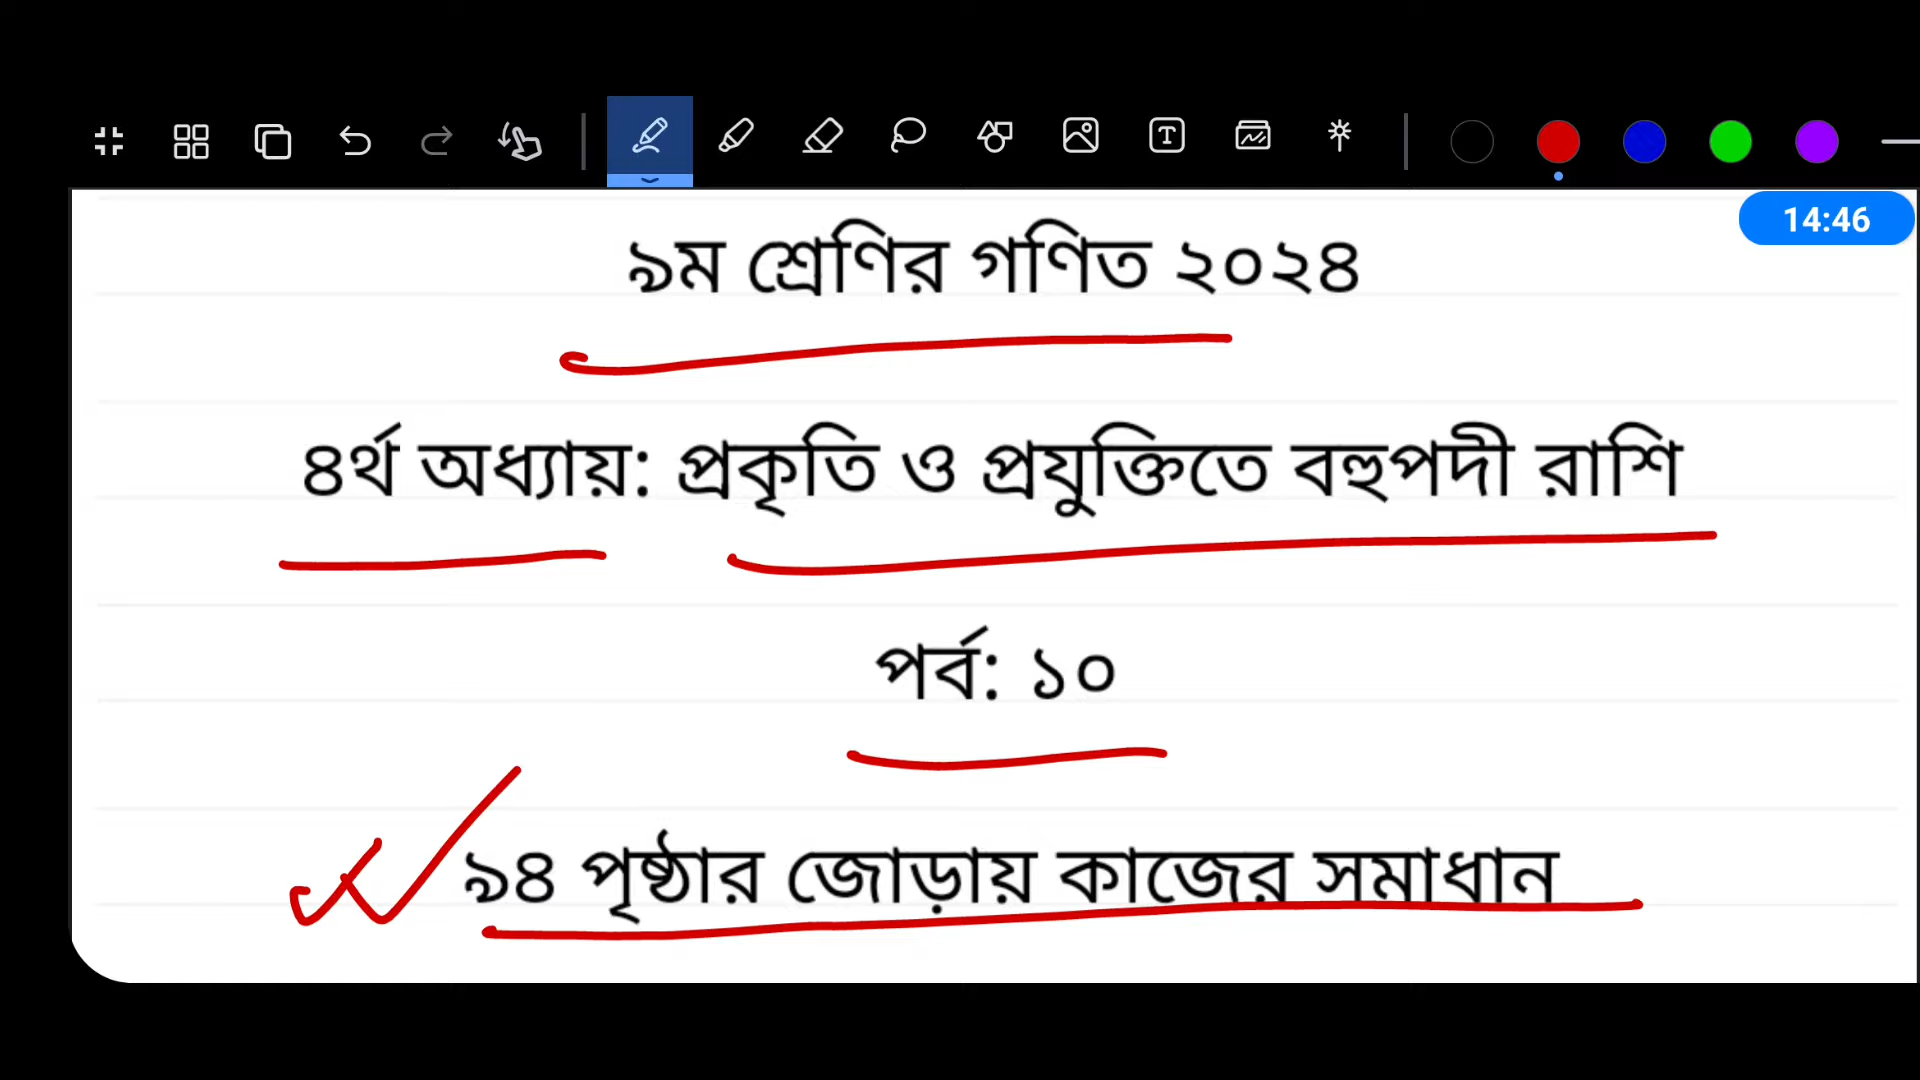 14:46
৯ম শ্রেণির গণিত ২০২৪
৪র্থ অধ্যায়: প্রকৃতি ও প্রযুক্তিতে বহুপদী রাশি
পর্ব: ১০
৯৪ পৃষ্ঠার জোড়ায় কাজের সমাধান